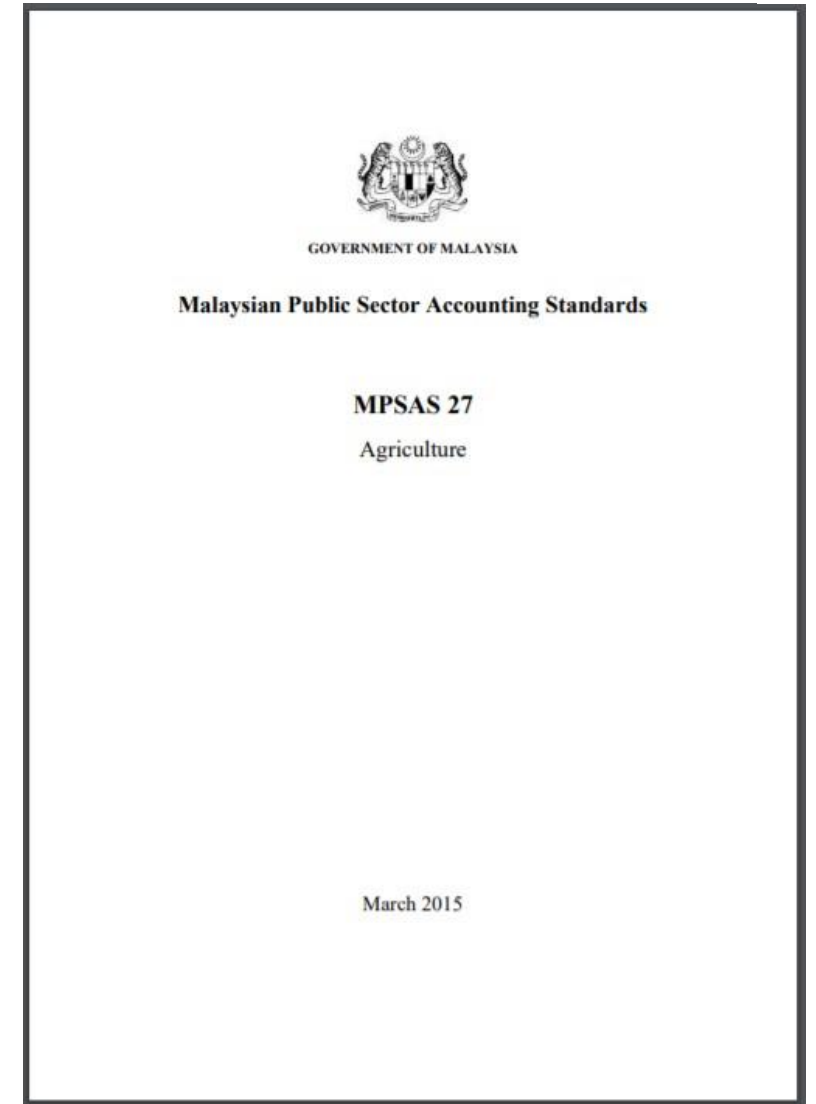 GOVERNMENT OF MALAYSIA
Malaysian Public Sector Accounting Standards
MPSAS 27
Agriculture
March 2015